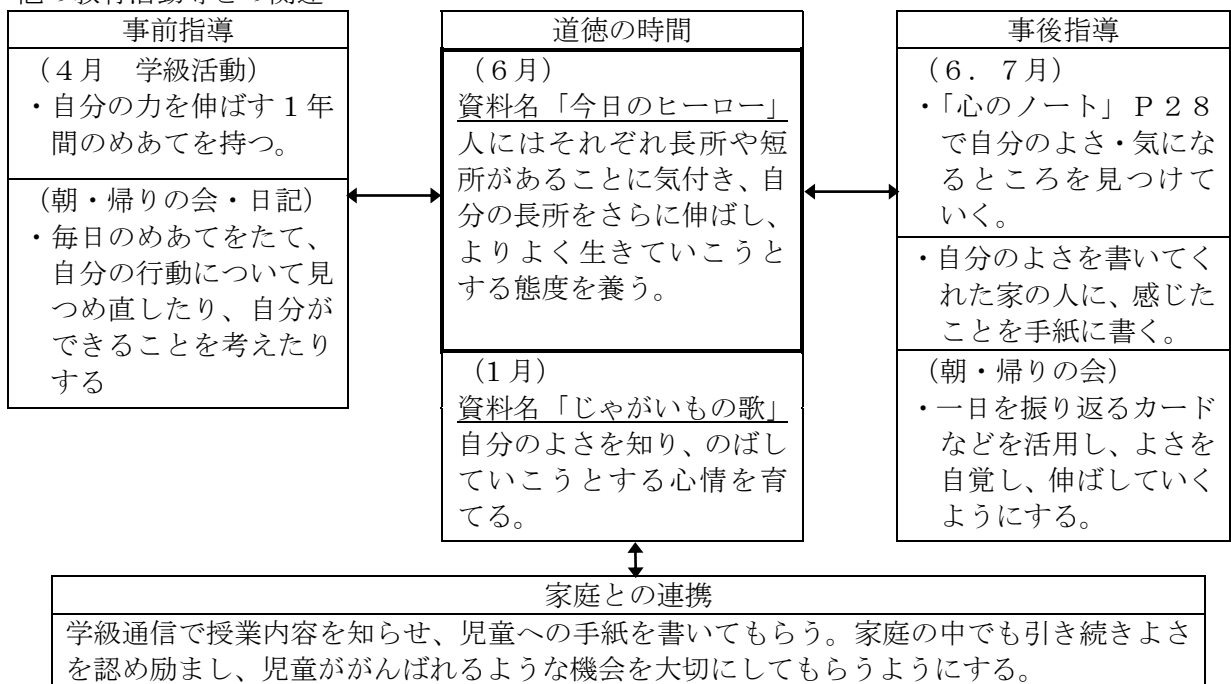 他の教育活動等との関連
事前指導
(4月 学級活動)
・自分の力を伸ばす1年
間のめあてを持つ。
(朝・帰りの会・日記)
・毎日のめあてをたて、
自分の行動について見
つめ直したり、自分が
できることを考えたり
する
道徳の時間
(6月)
資料名「今日のヒーロー」
人にはそれぞれ長所や短
所があることに気付き、自
分の長所をさらに伸ばし、
よりよく生きていこうと
する態度を養う。
(1月)
資料名「じゃがいもの歌」
自分のよさを知り、のばし
ていこうとする心情を育
てる。
事後指導
(6.7月)
・「心のノート」P28
で自分のよさ・気にな
るところを見つけて
いく。
・自分のよさを書いてく
れた家の人に、感じた
ことを手紙に書く。
(朝・帰りの会)
・一日を振り返るカード
などを活用し、よさを
自覚し、伸ばしていく
ようにする。
家庭との連携
学級通信で授業内容を知らせ、児童への手紙を書いてもらう。家庭の中でも引き続きよさ
を認め励まし、児童ががんばれるような機会を大切にしてもらうようにする。